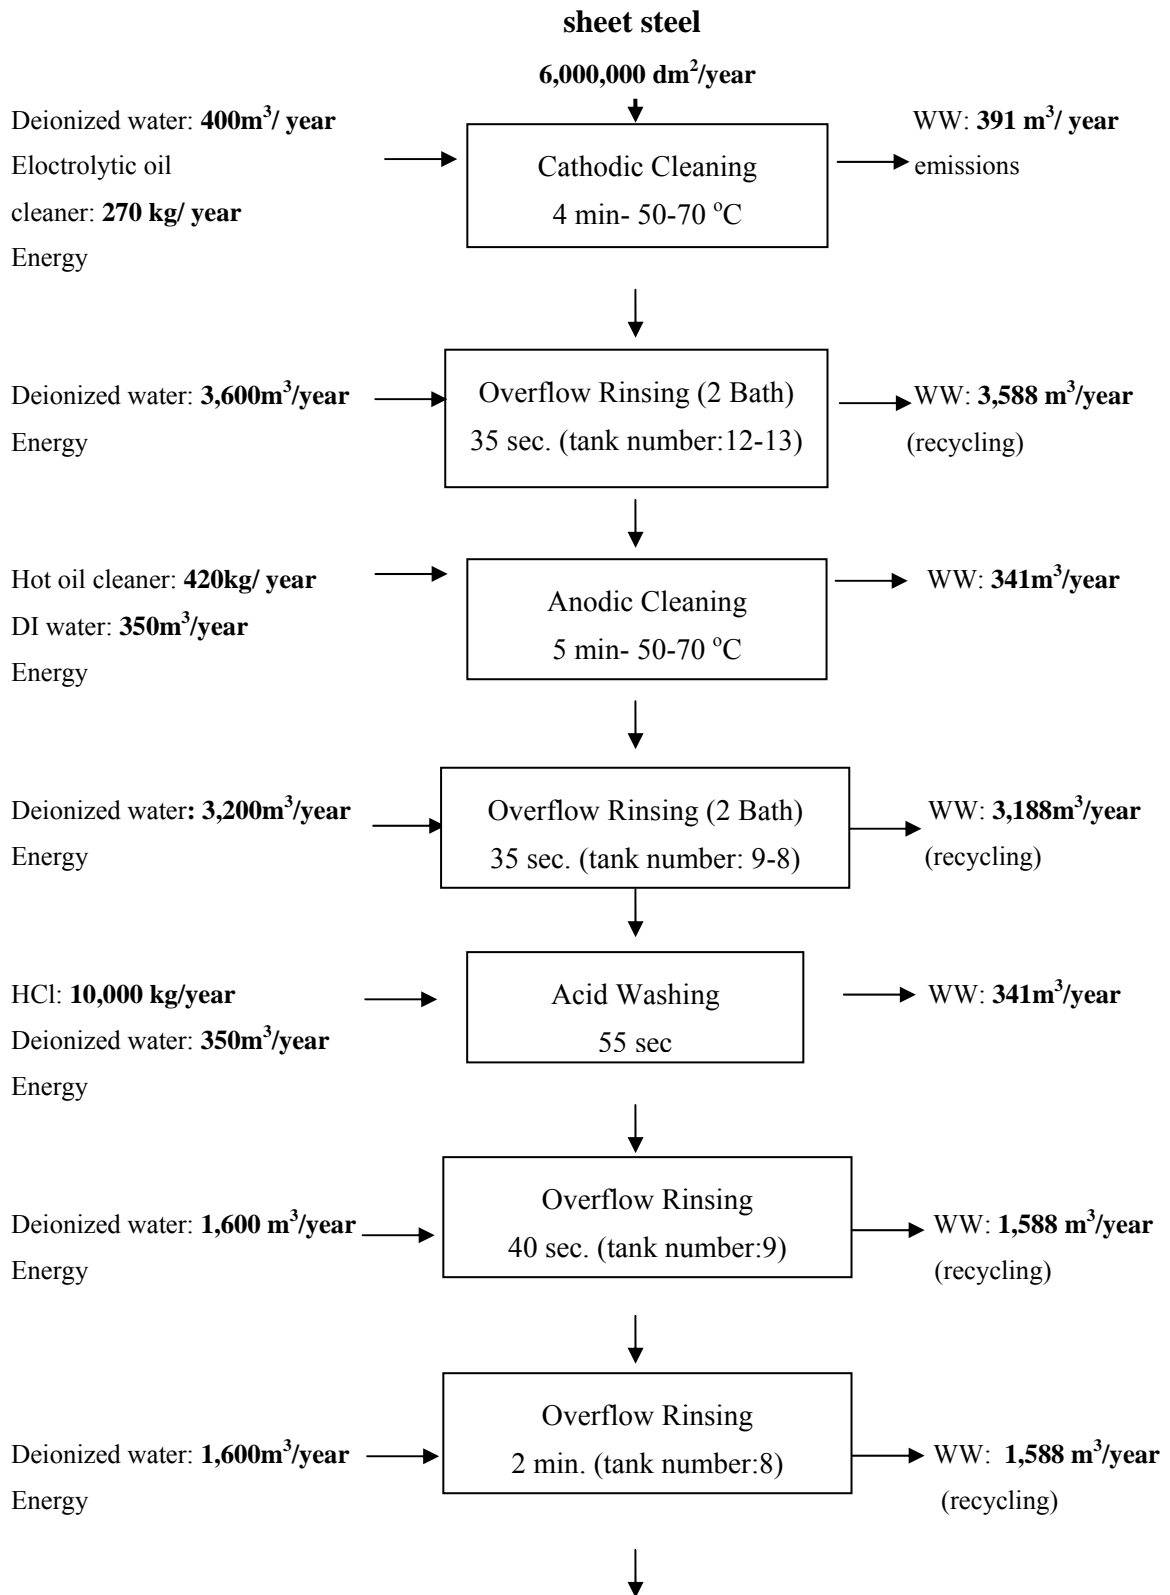 sheet steel
6,000,000 dm²/year
Deionized water: 400m³/ year
Eloctrolytic oil
cleaner: 270 kg/ year
Energy
Cathodic Cleaning
4 min- 50-70 °C
WW: 391 m³/ year
emissions
Deionized water: 3,600m³/year
Energy
Overflow Rinsing (2 Bath)
35 sec. (tank number:12-13)
WW: 3,588 m³/year
(recycling)
Hot oil cleaner: 420kg/ year
DI water: 350m³/year
Energy
Anodic Cleaning
5 min- 50-70 °C
WW: 341m³/year
Deionized water: 3,200m³/year
Energy
Overflow Rinsing (2 Bath)
35 sec. (tank number: 9-8)
WW: 3,188m³/year
(recycling)
HCl: 10,000 kg/year
Deionized water: 350m³/year
Energy
Acid Washing
55 sec
WW: 341m³/year
Deionized water: 1,600 m³/year
Energy
Overflow Rinsing
40 sec. (tank number:9)
WW: 1,588 m³/year
(recycling)
Deionized water: 1,600m³/year
Energy
Overflow Rinsing
2 min. (tank number:8)
WW: 1,588 m³/year
(recycling)